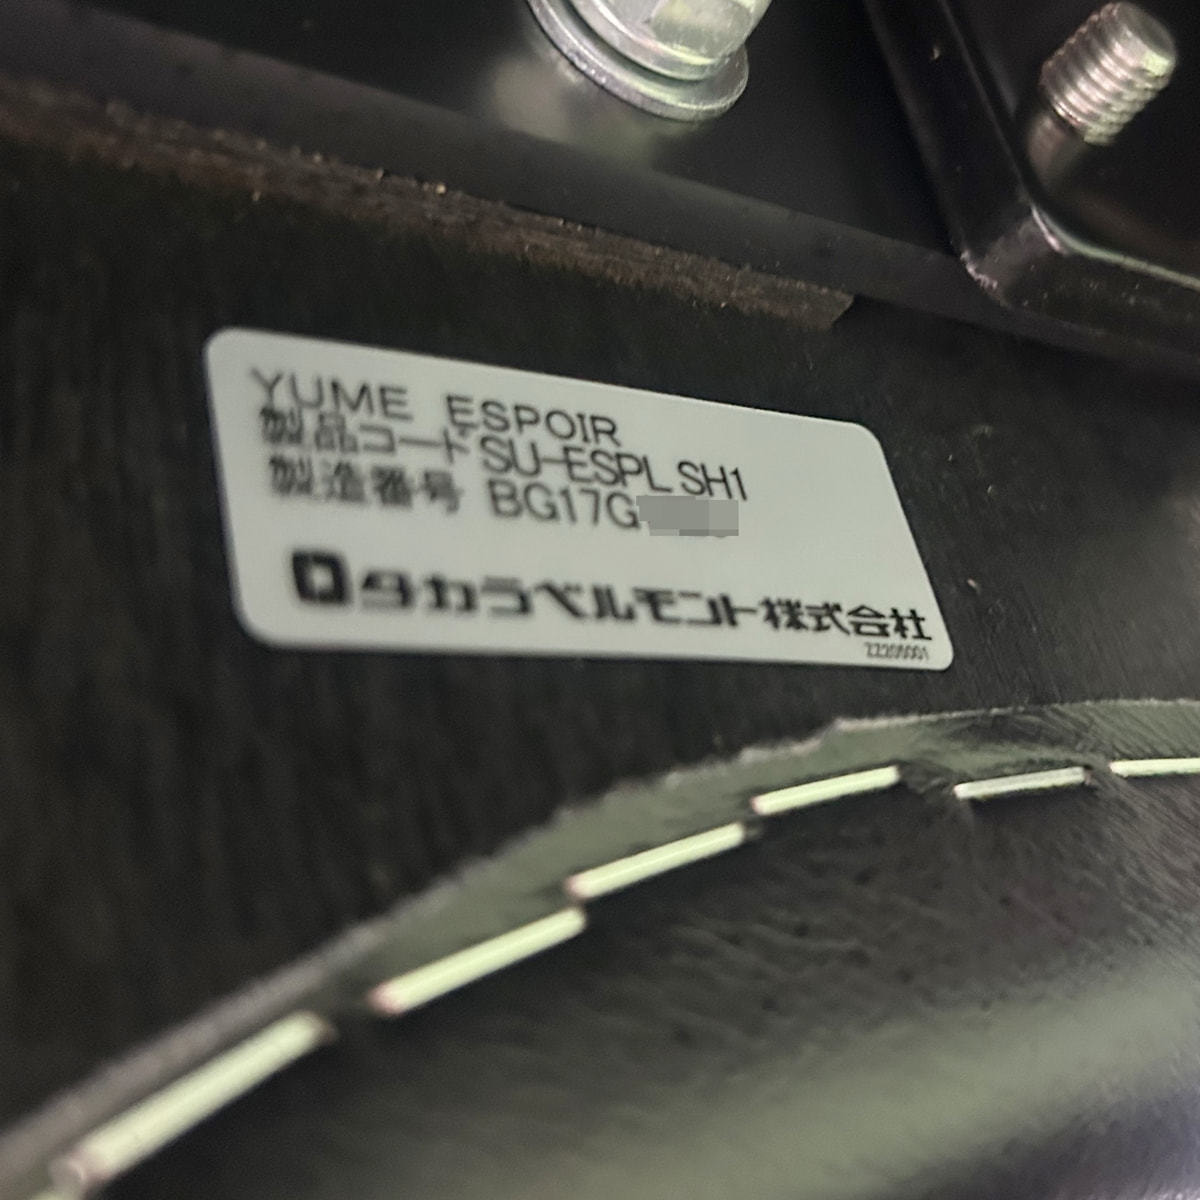 YUME ESPOIR
製品コード SU-ESPL SH1
製造番号 BG17G
タカラベルモント株式会社
ZZ205001